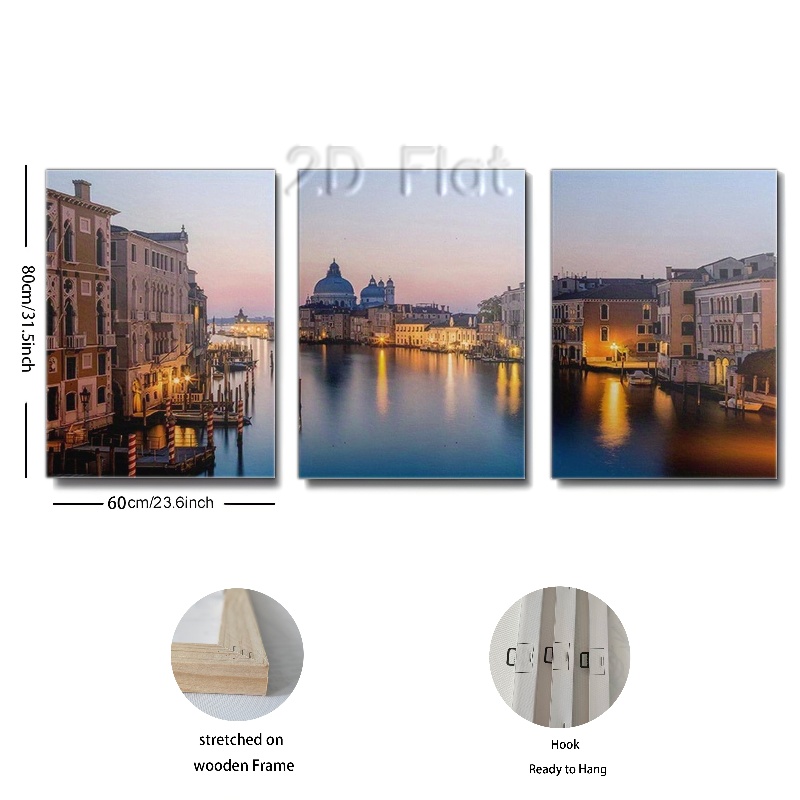 2D Flat
80cm/31.5inch
60cm/23.6inch
stretched on
wooden Frame
Hook
Ready to Hang